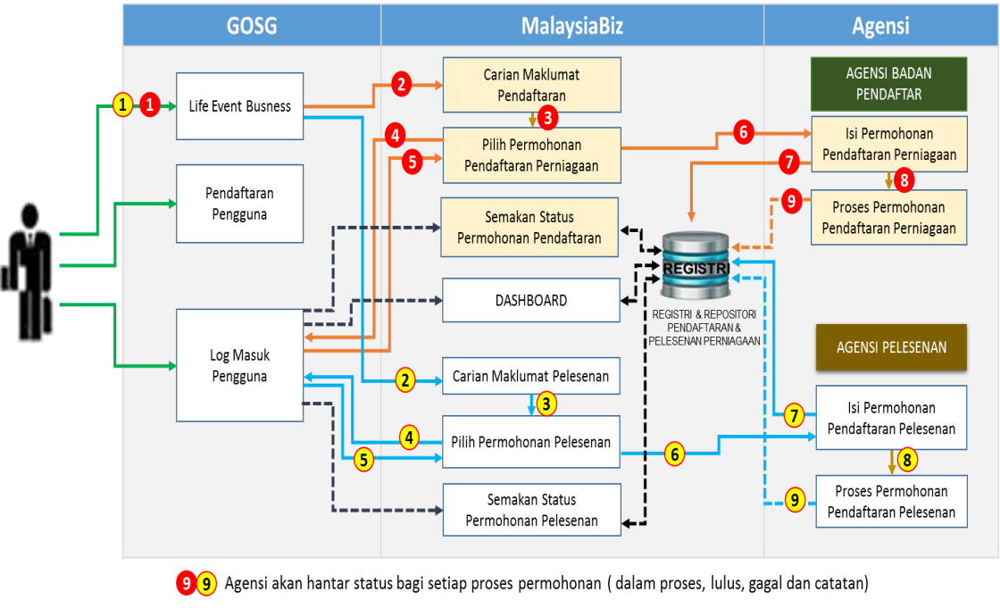 GOSG
MalaysiaBiz
Agensi
1
1
Life Event Busness
2
Carian Maklumat
Pendaftaran
3
AGENSI BADAN
PENDAFTAR
4
Pilih Permohonan
Pendaftaran Perniagaan
5
6
Isi Permohonan
Pendaftaran Perniagaan
7
8
Pendaftaran
Pengguna
Semakan Status
Permohonan Pendaftaran
9
Proses Permohonan
Pendaftaran Perniagaan
REGISTRI
DASHBOARD
REGISTRI & REPOSITORI
PENDAFTARAN &
PELESENAN PERNIAGAAN
AGENSI PELESENAN
Log Masuk
Pengguna
2
Carian Maklumat Pelesenan
3
4
Pilih Permohonan Pelesenan
5
6
7
Isi Permohonan
Pendaftaran Pelesenan
8
Semakan Status
Permohonan Pelesenan
9
Proses Permohonan
Pendaftaran Pelesenan
9 9 Agensi akan hantar status bagi setiap proses permohonan ( dalam proses, lulus, gagal dan catatan)